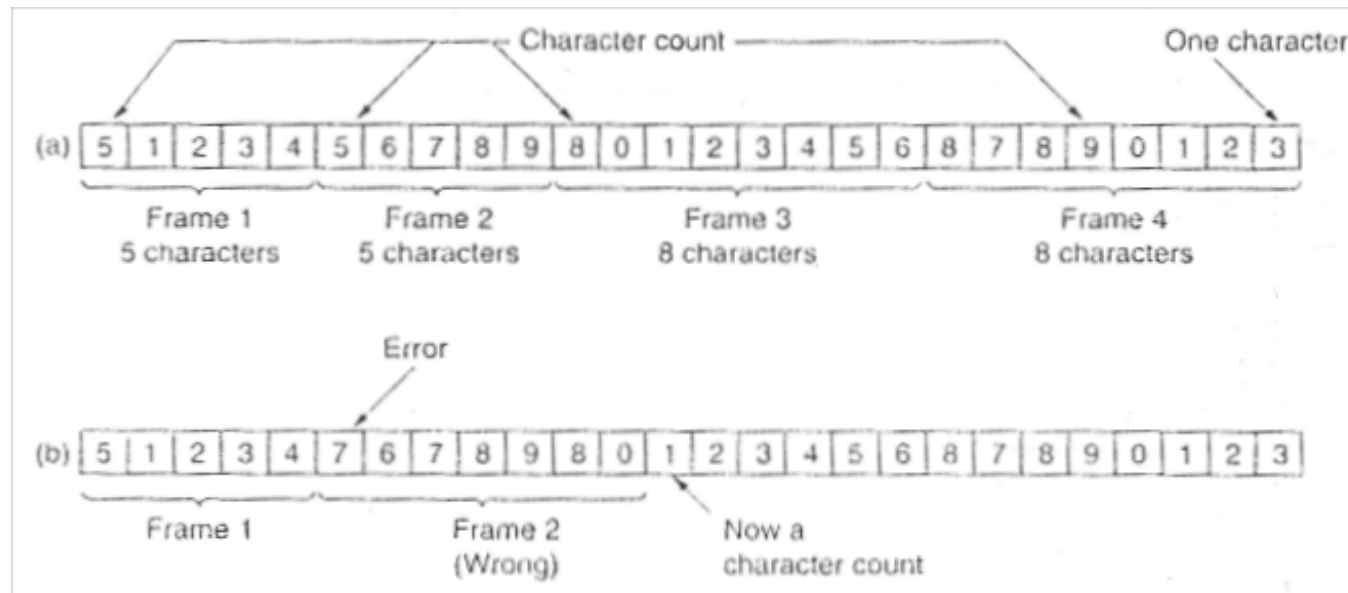 Character count One character
(a) 5 1 2 3 4 5 6 7 8 9 8 0 1 2 3 4 5 6 8 7 8 9 0 1 2 3
Frame 1 Frame 2 Frame 3 Frame 4
5 characters 5 characters 8 characters 8 characters
Error
(b) 5 1 2 3 4 7 6 7 8 9 8 0 1 2 3 4 5 6 8 7 8 9 0 1 2 3
Frame 1 Frame 2 Now a
(Wrong) character count